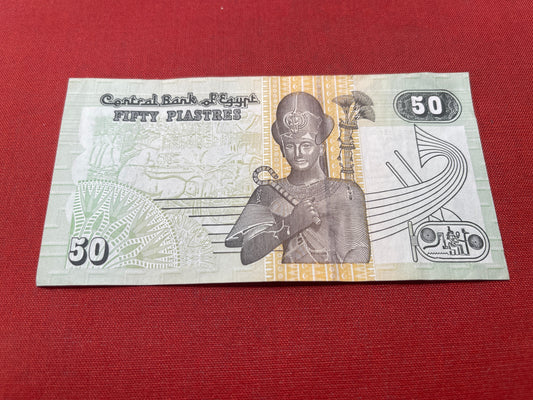 Central Bank of Egypt
FIFTY PIASTRES
50
50